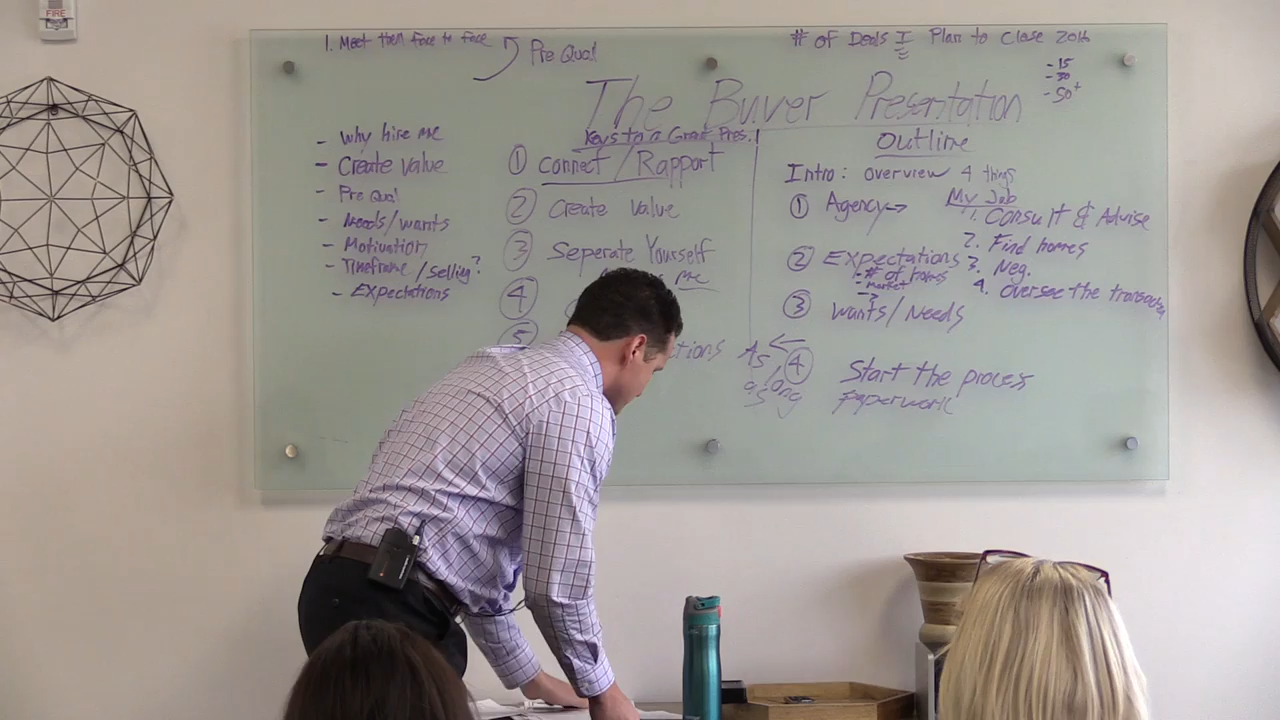 FIRE
1. Meet them Face to Face
Pre Qual
# of Deals I Plan to Close 2016
- 15
- 30
- 50+
The Buyer Presentation
- Why hire me
- Create Value
- Pre Qual
- Needs/wants
- Motivation
- Timeframe/selling?
- Expectations
Keys to a Great Pres.
① Connect/Rapport
② Create Value
③ Seperate Yourself
me
④
⑤
ctions
Outline
Intro: overview 4 things
① Agency→
My Job
1. Consult & Advise
2. Find homes
3. Neg.
4. oversee the transaction
② Expectations
- # of homes
- market
③ Wants/Needs
As ← ④ Start the process
as long
paperwork